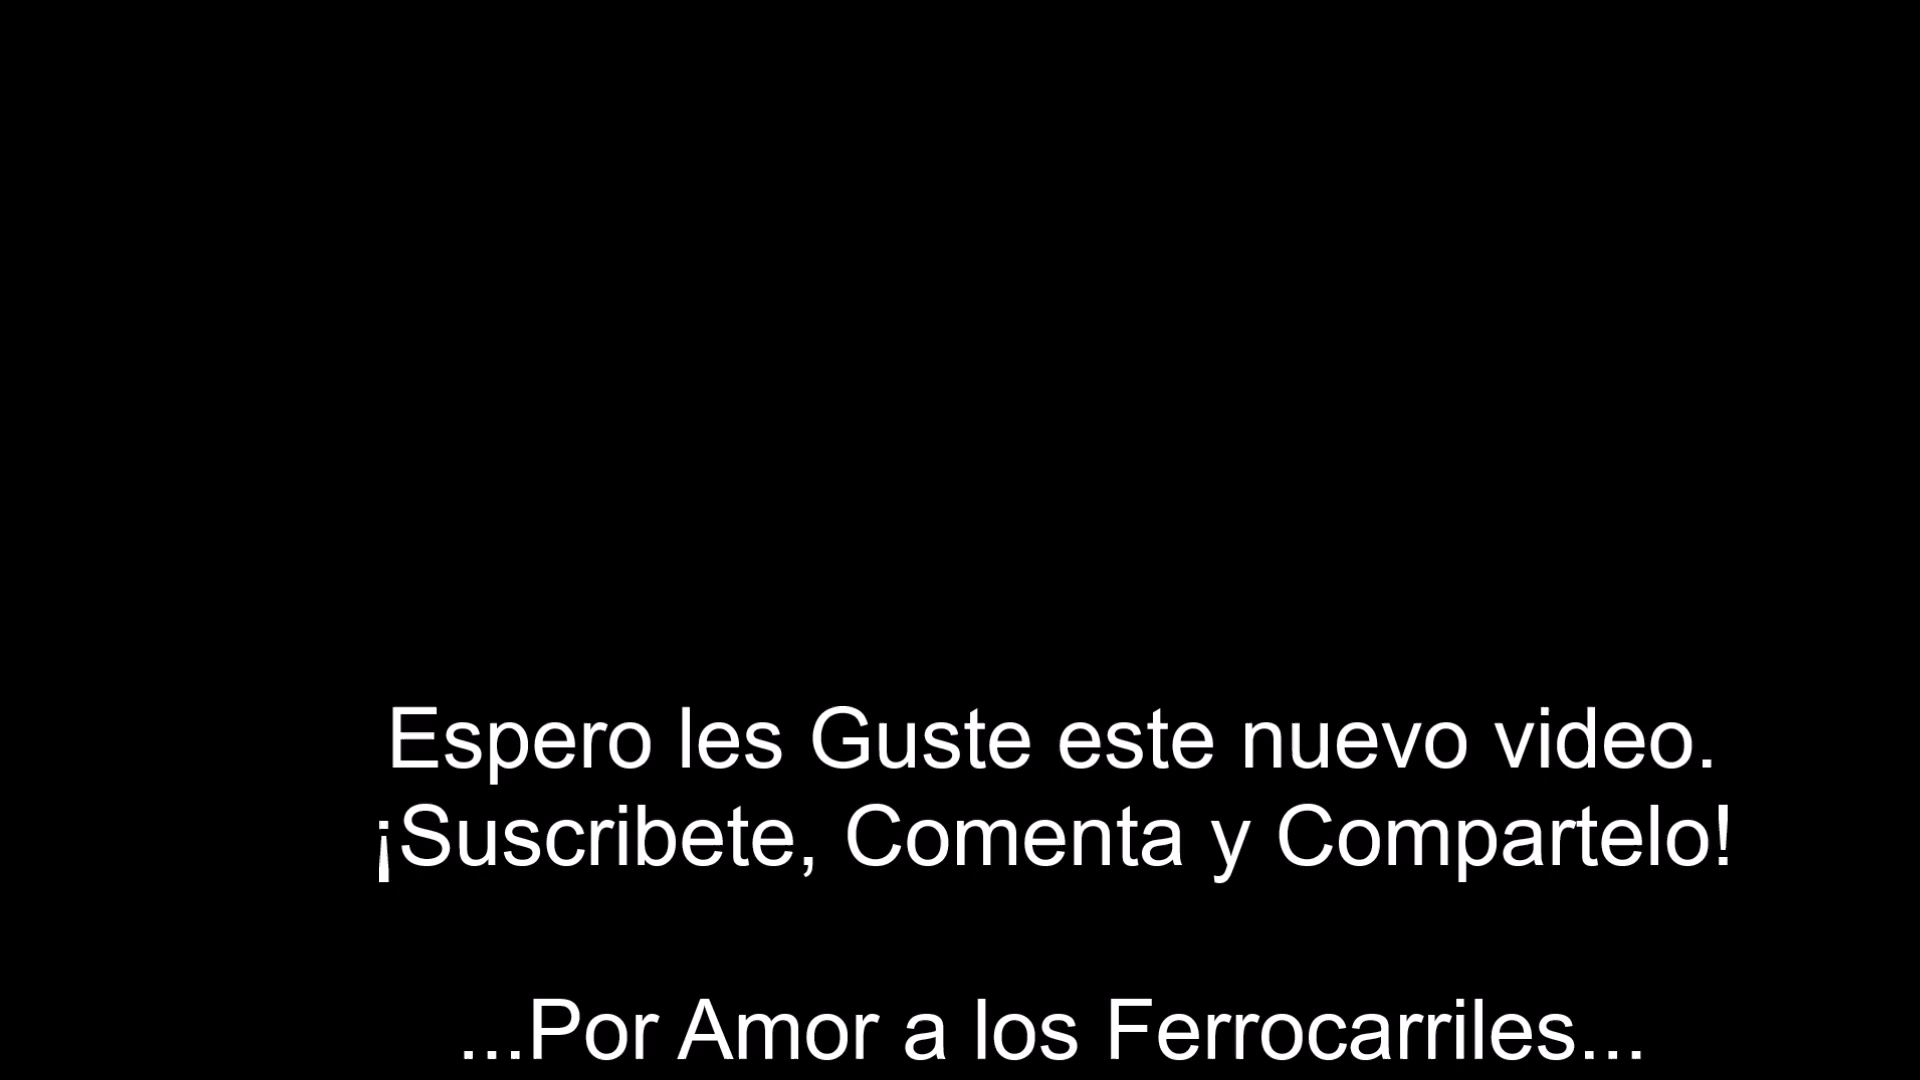 Espero les Guste este nuevo video.
¡Suscribete, Comenta y Compartelo!
...Por Amor a los Ferrocarriles...